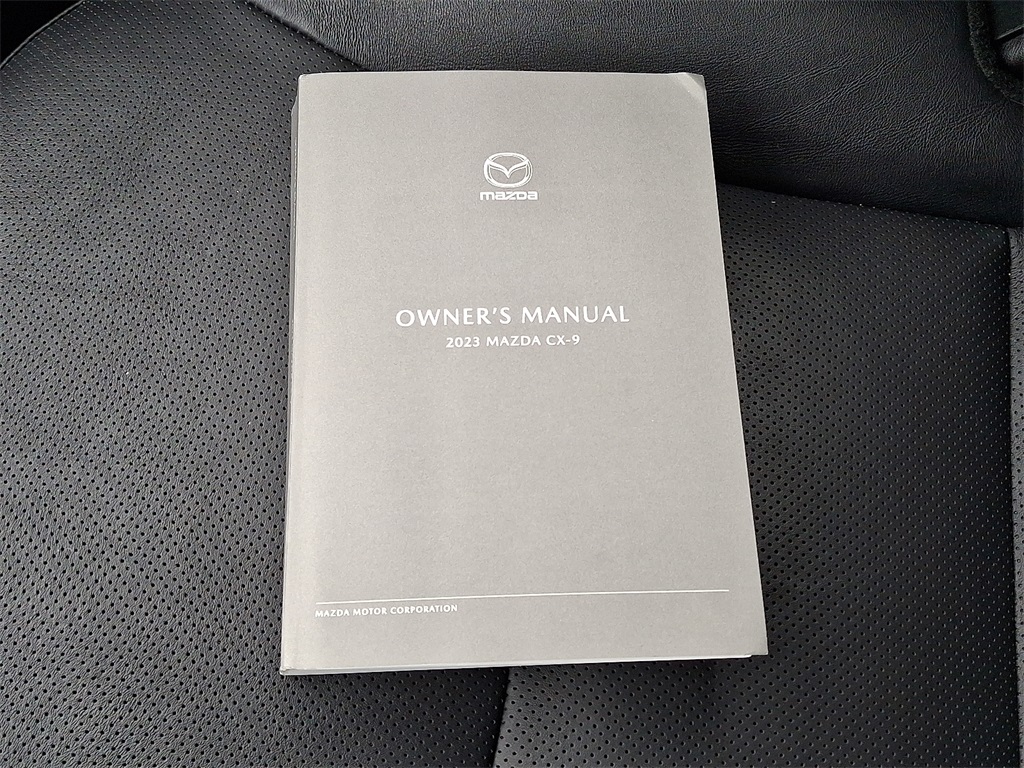 mazda
OWNER'S MANUAL
2023 MAZDA CX-9
MAZDA MOTOR CORPORATION